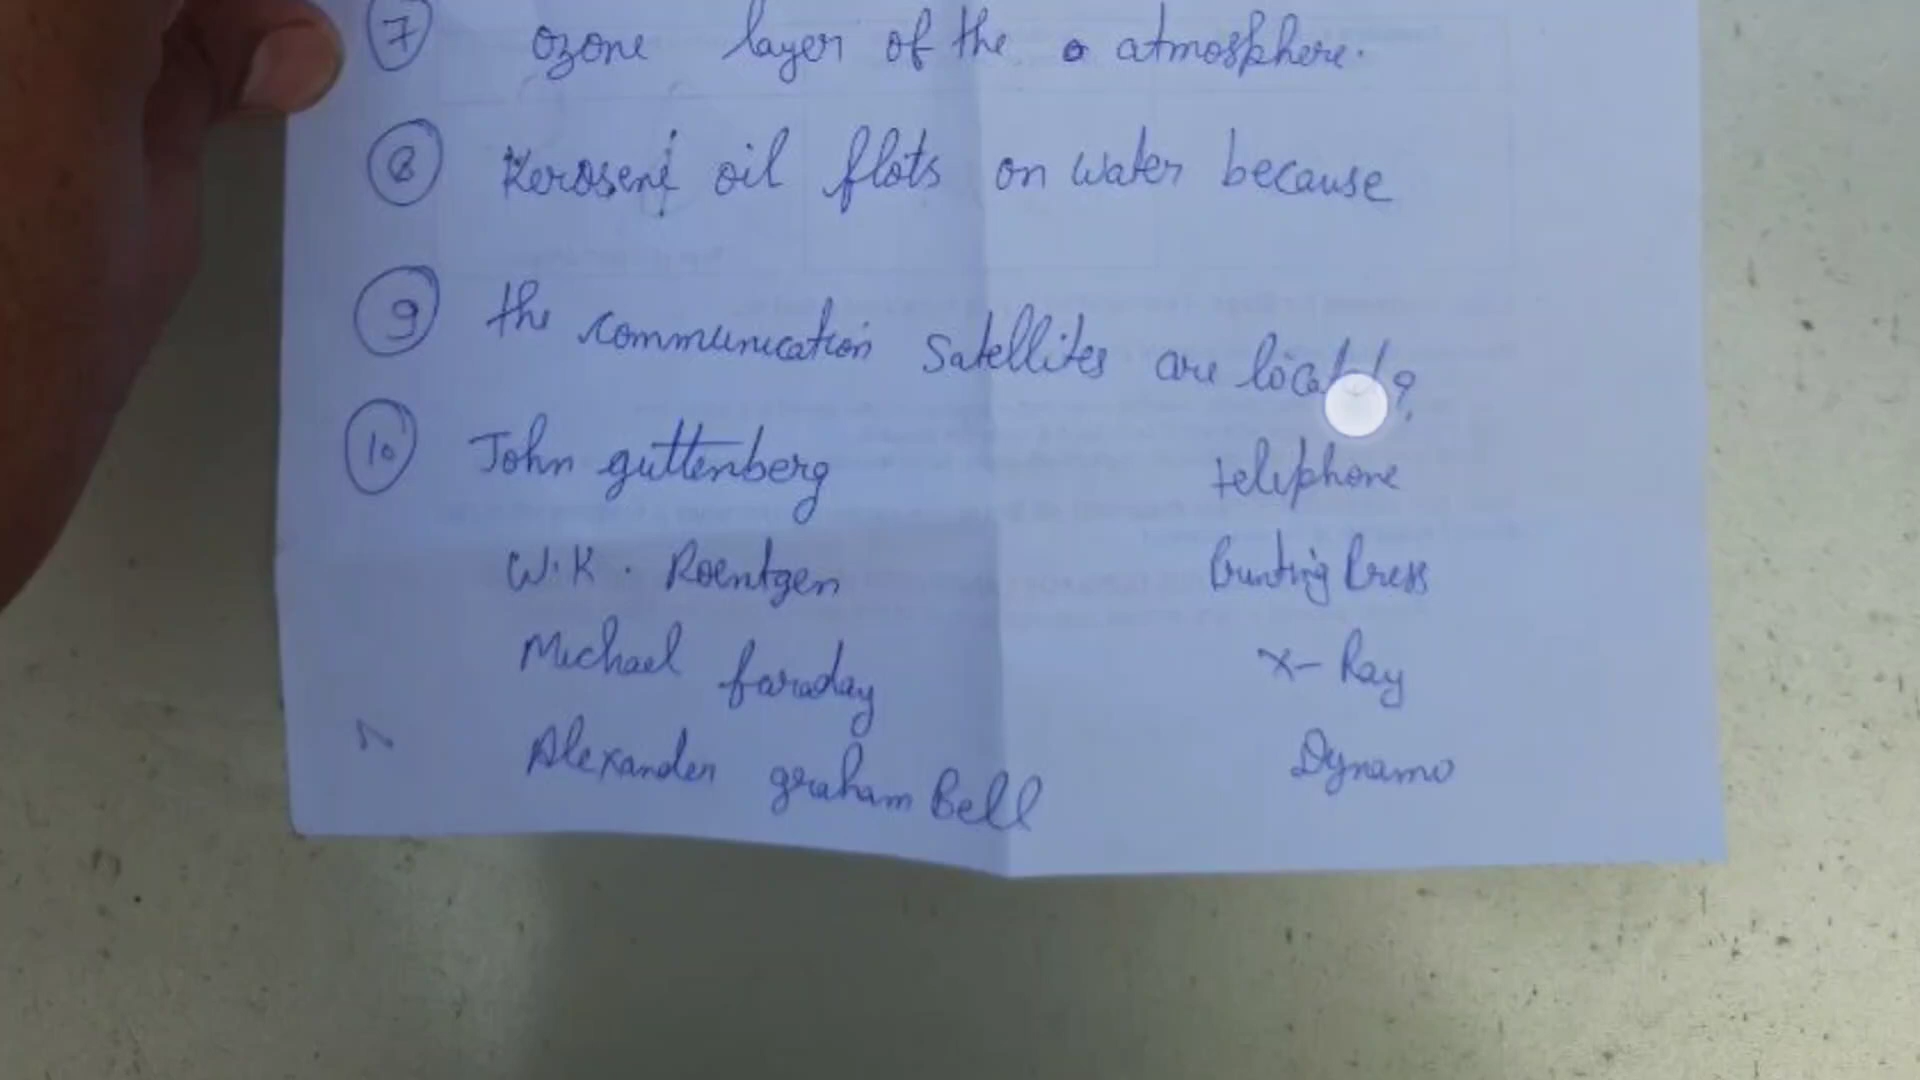 7 ozone layer of the atmosphere.
8 Kerosene oil flots on water because
9 the communication Satellites are ?
10 John guttenberg telephone
W.K. Roentgen Printing Press
Michael faraday X-Ray
Alexander graham Bell Dynamo